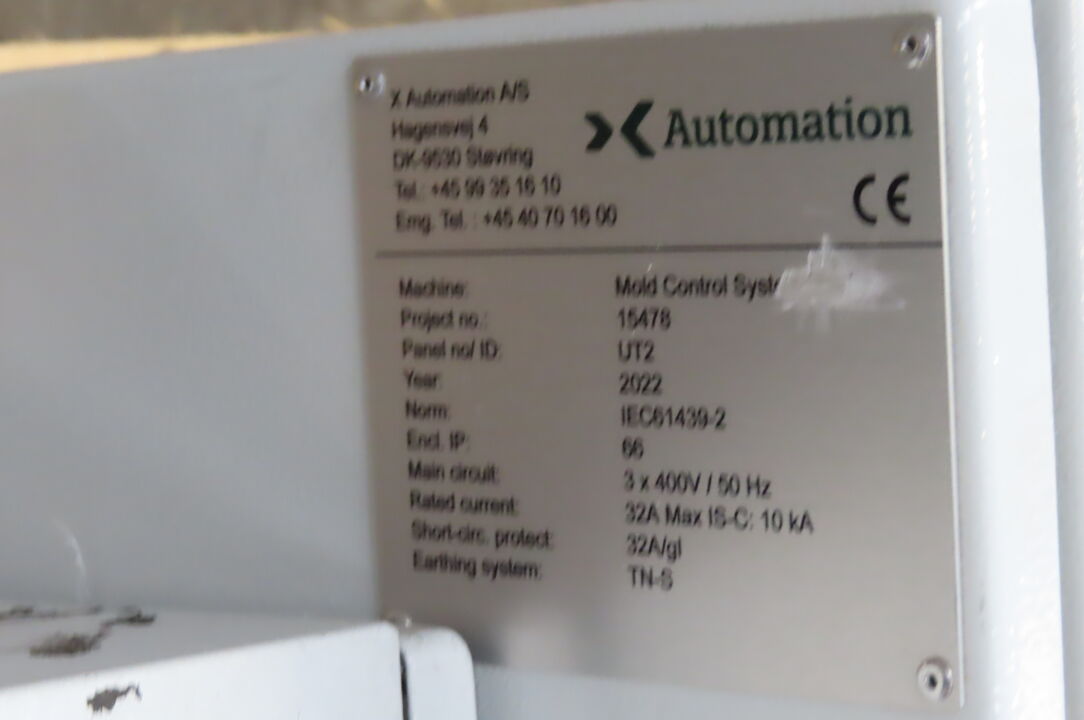 X Automation A/S
Hagensvej 4
DK-9530 Støvring
Tel.: +45 99 35 16 10
Emg. Tel. : +45 40 70 16 00
Automation
CE
Machine: Mold Control Syste
Project no.: 15478
Panel no/ ID: UT2
Year: 2022
Norm: IEC61439-2
Encl. IP: 66
Main circuit: 3 x 400V / 50 Hz
Rated current: 32A Max IS-C: 10 kA
Short-circ. protect: 32A/gl
Earthing system: TN-S